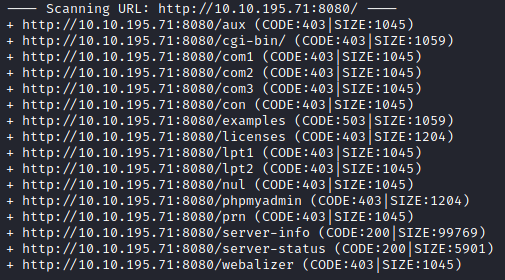 ---- Scanning URL: http://10.10.195.71:8080/ ----
+ http://10.10.195.71:8080/aux (CODE:403|SIZE:1045)
+ http://10.10.195.71:8080/cgi-bin/ (CODE:403|SIZE:1059)
+ http://10.10.195.71:8080/com1 (CODE:403|SIZE:1045)
+ http://10.10.195.71:8080/com2 (CODE:403|SIZE:1045)
+ http://10.10.195.71:8080/com3 (CODE:403|SIZE:1045)
+ http://10.10.195.71:8080/con (CODE:403|SIZE:1045)
+ http://10.10.195.71:8080/examples (CODE:503|SIZE:1059)
+ http://10.10.195.71:8080/licenses (CODE:403|SIZE:1204)
+ http://10.10.195.71:8080/lpt1 (CODE:403|SIZE:1045)
+ http://10.10.195.71:8080/lpt2 (CODE:403|SIZE:1045)
+ http://10.10.195.71:8080/nul (CODE:403|SIZE:1045)
+ http://10.10.195.71:8080/phpmyadmin (CODE:403|SIZE:1204)
+ http://10.10.195.71:8080/prn (CODE:403|SIZE:1045)
+ http://10.10.195.71:8080/server-info (CODE:200|SIZE:99769)
+ http://10.10.195.71:8080/server-status (CODE:200|SIZE:5901)
+ http://10.10.195.71:8080/webalizer (CODE:403|SIZE:1045)